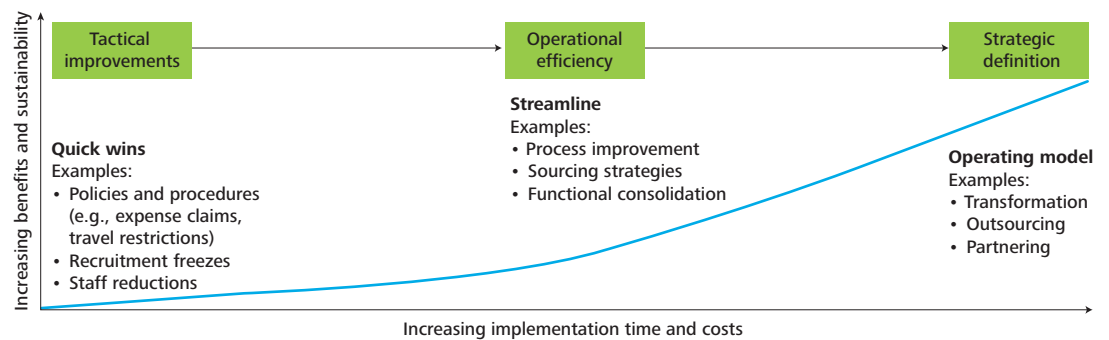 Increasing benefits and sustainability
Tactical
improvements
Operational
efficiency
Strategic
definition
Quick wins
Examples:
• Policies and procedures
(e.g., expense claims,
travel restrictions)
• Recruitment freezes
• Staff reductions
Streamline
Examples:
• Process improvement
• Sourcing strategies
• Functional consolidation
Operating model
Examples:
• Transformation
• Outsourcing
• Partnering
Increasing implementation time and costs